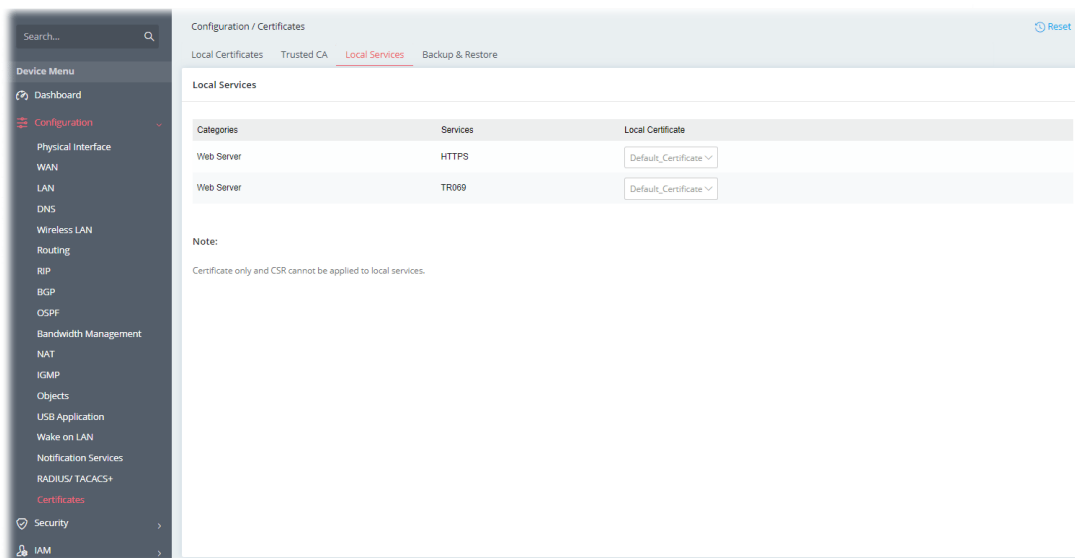 Search...
Device Menu
Dashboard
Configuration
Physical Interface
WAN
LAN
DNS
Wireless LAN
Routing
RIP
BGP
OSPF
Bandwidth Management
NAT
IGMP
Objects
USB Application
Wake on LAN
Notification Services
RADIUS/ TACACS+
Certificates
Security
IAM
Configuration / Certificates
Reset
Local Certificates Trusted CA Local Services Backup & Restore
Local Services
Categories Services Local Certificate
Web Server HTTPS Default_Certificate
Web Server TR069 Default_Certificate
Note:
Certificate only and CSR cannot be applied to local services.